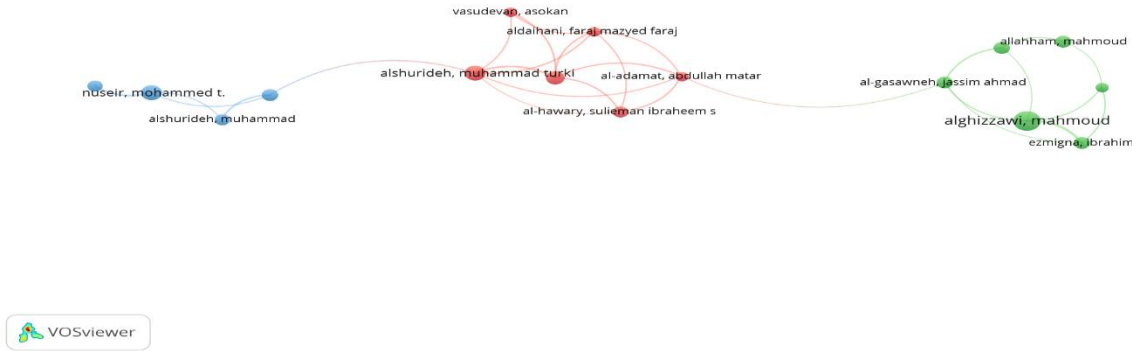 vasudevan, asokan
aldaihani, faraj mazyed faraj
alshurideh, muhammad turki
al-adamat, abdullah matar
al-hawary, sulieman ibraheem s
nuseir, mohammed t.
alshurideh, muhammad
allahham, mahmoud
al-gasawneh, jassim ahmad
alghizzawi, mahmoud
ezmigna, ibrahim
VOSviewer